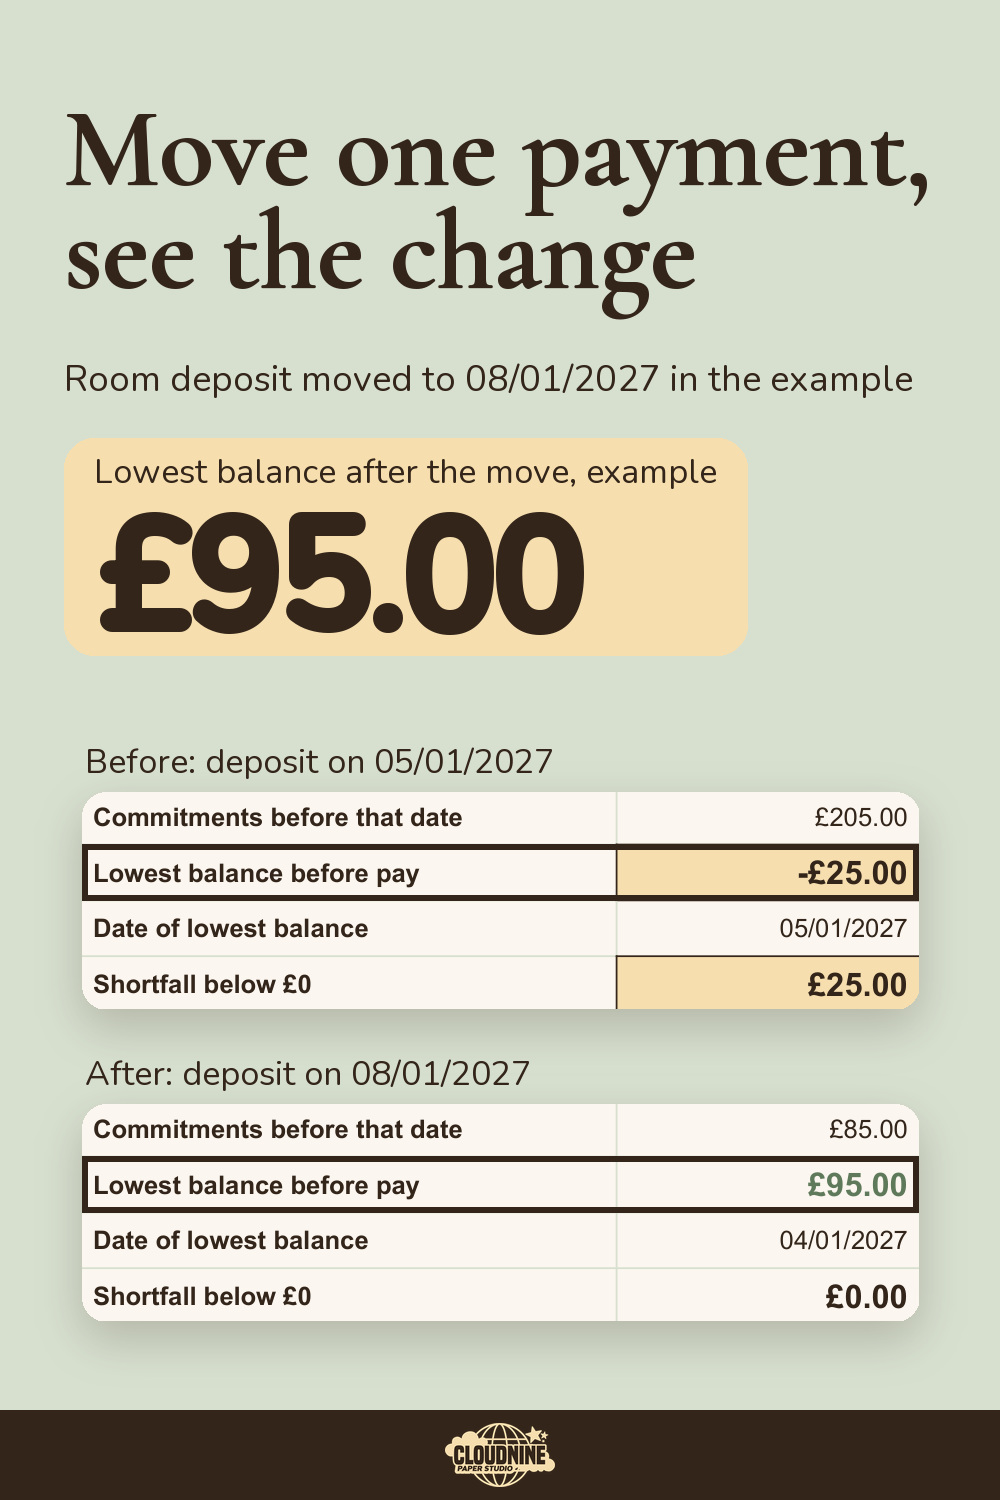 Move one payment,
see the change
Room deposit moved to 08/01/2027 in the example
Lowest balance after the move, example
£95.00
Before: deposit on 05/01/2027
Commitments before that date £205.00
Lowest balance before pay -£25.00
Date of lowest balance 05/01/2027
Shortfall below £0 £25.00
After: deposit on 08/01/2027
Commitments before that date £85.00
Lowest balance before pay £95.00
Date of lowest balance 04/01/2027
Shortfall below £0 £0.00
CLOUDNINE
PAPER STUDIO